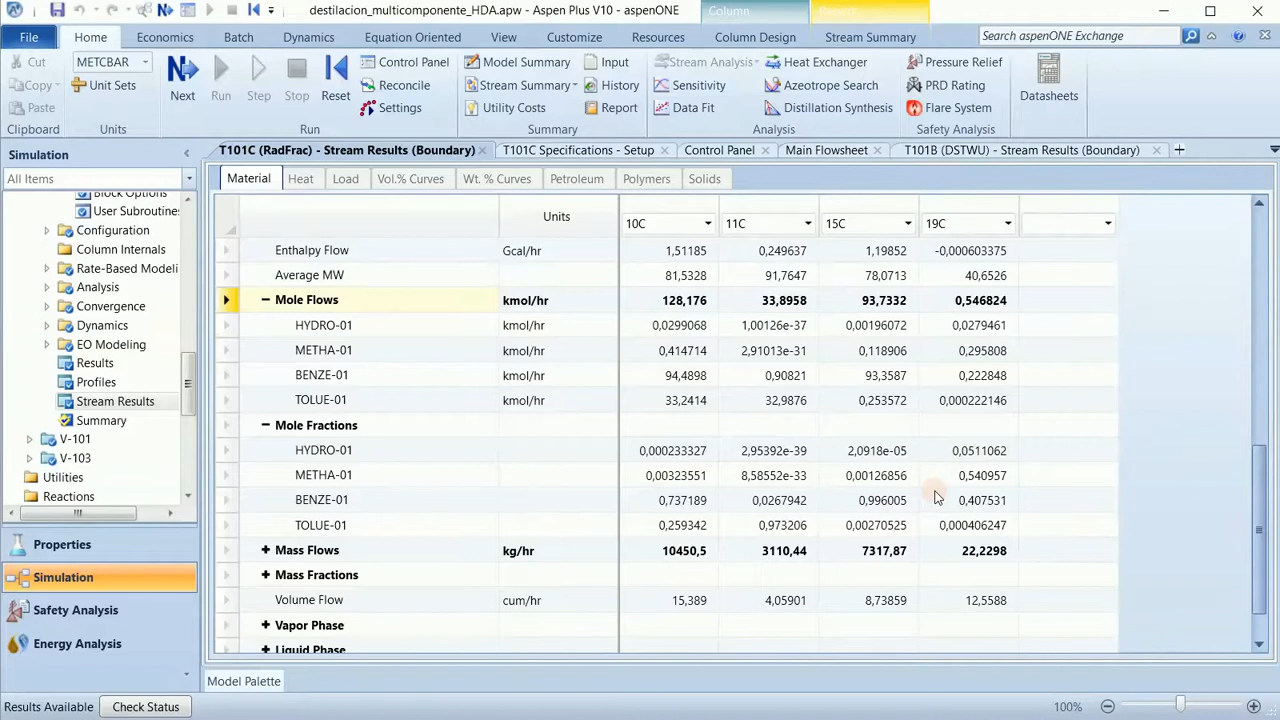 destilacion_multicomponente_HDA.apw - Aspen Plus V10 - aspenONE
Column
File Home Economics Batch Dynamics Equation Oriented View Customize Resources Column Design Stream Summary Search aspenONE Exchange
Cut METCBAR Control Panel Model Summary Input Stream Analysis Heat Exchanger Pressure Relief
Copy Unit Sets Next Run Step Stop Reset Reconcile Stream Summary History Sensitivity Azeotrope Search PRD Rating Datasheets
Paste Settings Utility Costs Report Data Fit Distillation Synthesis Flare System
Clipboard Units Run Summary Analysis Safety Analysis
Simulation
T101C (RadFrac) - Stream Results (Boundary) T101C Specifications - Setup Control Panel Main Flowsheet T101B (DSTWU) - Stream Results (Boundary) +
All Items
Block Options
User Subroutines
Configuration
Column Internals
Rate-Based Modeli
Analysis
Convergence
Dynamics
EO Modeling
Results
Profiles
Stream Results
Summary
V-101
V-103
Utilities
Reactions
Properties
Simulation
Safety Analysis
Energy Analysis
Material Heat Load Vol.% Curves Wt. % Curves Petroleum Polymers Solids
Units 10C 11C 15C 19C
Enthalpy Flow Gcal/hr 1,51185 0,249637 1,19852 -0,000603375
Average MW 81,5328 91,7647 78,0713 40,6526
− Mole Flows kmol/hr 128,176 33,8958 93,7332 0,546824
HYDRO-01 kmol/hr 0,0299068 1,00126e-37 0,00196072 0,0279461
METHA-01 kmol/hr 0,414714 2,91013e-31 0,118906 0,295808
BENZE-01 kmol/hr 94,4898 0,90821 93,3587 0,222848
TOLUE-01 kmol/hr 33,2414 32,9876 0,253572 0,000222146
− Mole Fractions
HYDRO-01 0,000233327 2,95392e-39 2,0918e-05 0,0511062
METHA-01 0,00323551 8,58552e-33 0,00126856 0,540957
BENZE-01 0,737189 0,0267942 0,996005 0,407531
TOLUE-01 0,259342 0,973206 0,00270525 0,000406247
+ Mass Flows kg/hr 10450,5 3110,44 7317,87 22,2298
+ Mass Fractions
Volume Flow cum/hr 15,389 4,05901 8,73859 12,5588
+ Vapor Phase
+ Liquid Phase
Model Palette
Results Available Check Status 100%